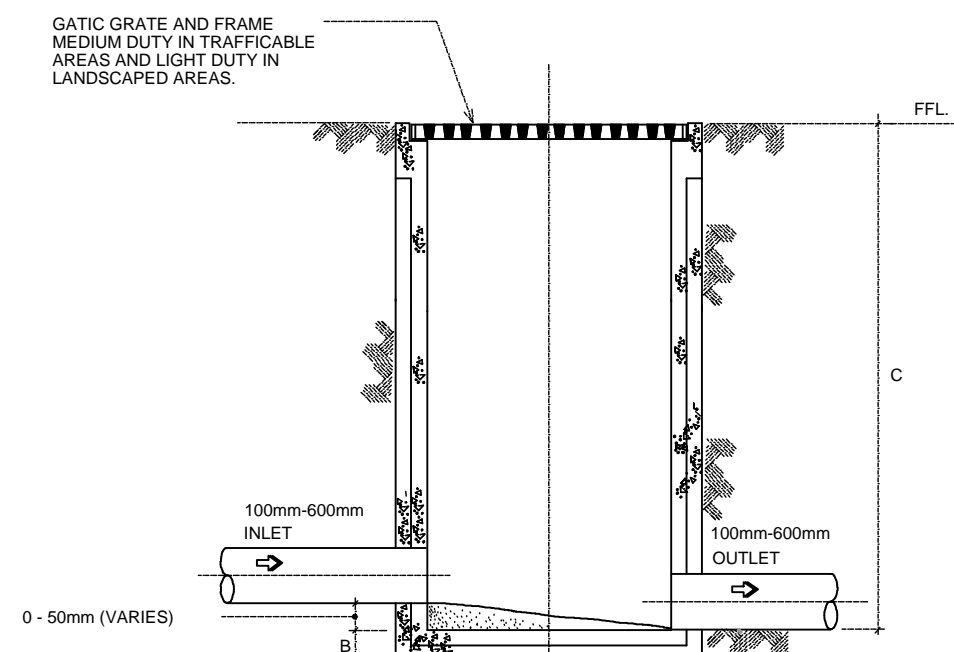 GATIC GRATE AND FRAME
MEDIUM DUTY IN TRAFFICABLE
AREAS AND LIGHT DUTY IN
LANDSCAPED AREAS.
FFL.
C
100mm-600mm
INLET
100mm-600mm
OUTLET
0 - 50mm (VARIES)
B